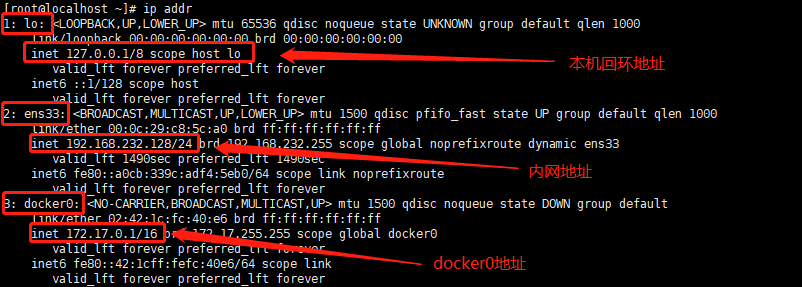 [root@localhost ~]# ip addr
1: lo: <LOOPBACK,UP,LOWER_UP> mtu 65536 qdisc noqueue state UNKNOWN group default qlen 1000
link/loopback 00:00:00:00:00:00 brd 00:00:00:00:00:00
inet 127.0.0.1/8 scope host lo
本机回环地址
valid_lft forever preferred_lft forever
inet6 ::1/128 scope host
valid_lft forever preferred_lft forever
2: ens33: <BROADCAST,MULTICAST,UP,LOWER_UP> mtu 1500 qdisc pfifo_fast state UP group default qlen 1000
link/ether 00:0c:29:c8:5c:a0 brd ff:ff:ff:ff:ff:ff
inet 192.168.232.128/24 brd 192.168.232.255 scope global noprefixroute dynamic ens33
valid_lft 1490sec preferred_lft 1490sec
内网地址
inet6 fe80::a0cb:339c:adf4:5eb0/64 scope link noprefixroute
valid_lft forever preferred_lft forever
3: docker0: <NO-CARRIER,BROADCAST,MULTICAST,UP> mtu 1500 qdisc noqueue state DOWN group default
link/ether 02:42:1c:fc:40:e6 brd ff:ff:ff:ff:ff:ff
inet 172.17.0.1/16 brd 172.17.255.255 scope global docker0
valid_lft forever preferred_lft forever
docker0地址
inet6 fe80::42:1cff:fefc:40e6/64 scope link
valid_lft forever preferred_lft forever